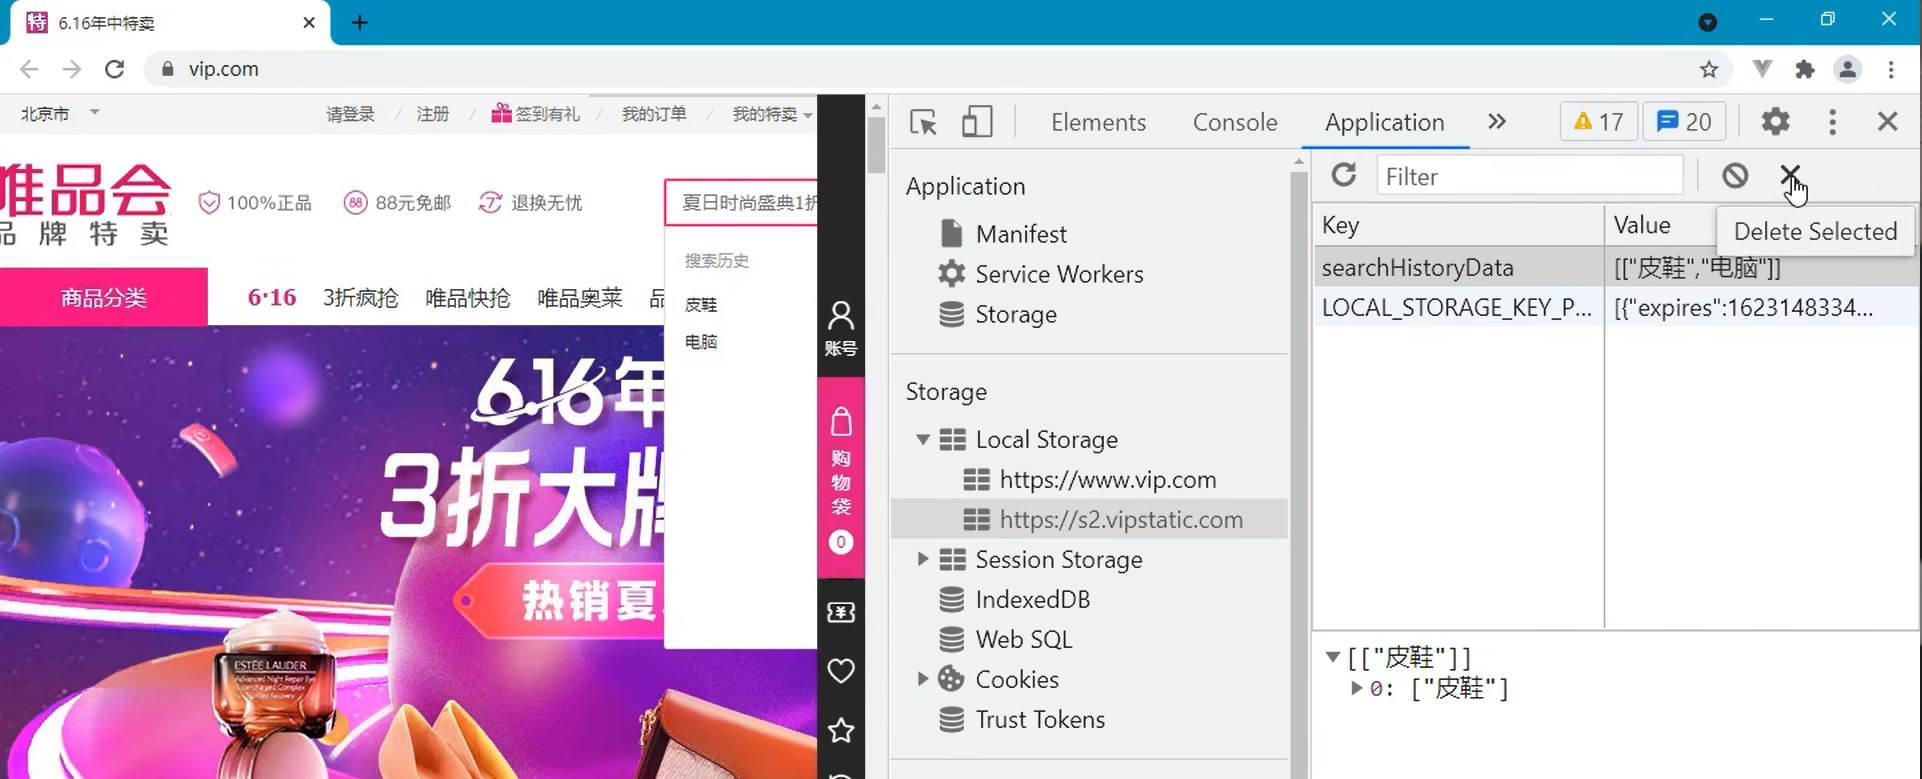 6.16年中特卖
vip.com
北京市
请登录 / 注册 / 签到有礼 / 我的订单 / 我的特卖
唯品会
品牌特卖
100%正品
88元免邮
退换无忧
夏日时尚盛典1折
搜索历史
皮鞋
电脑
商品分类
6·16
3折疯抢
唯品快抢
唯品奥莱
品
6.16年
3折大牌
热销夏
ESTĒE LAUDER
Advanced Night Repair Eye
Supercharged Complex
账号
购物袋
0
Elements
Console
Application
17
20
Application
Manifest
Service Workers
Storage
Storage
Local Storage
https://www.vip.com
https://s2.vipstatic.com
Session Storage
IndexedDB
Web SQL
Cookies
Trust Tokens
Filter
Delete Selected
Key Value
searchHistoryData [["皮鞋","电脑"]]
LOCAL_STORAGE_KEY_P... [{"expires":1623148334...
[["皮鞋"]]
0: ["皮鞋"]